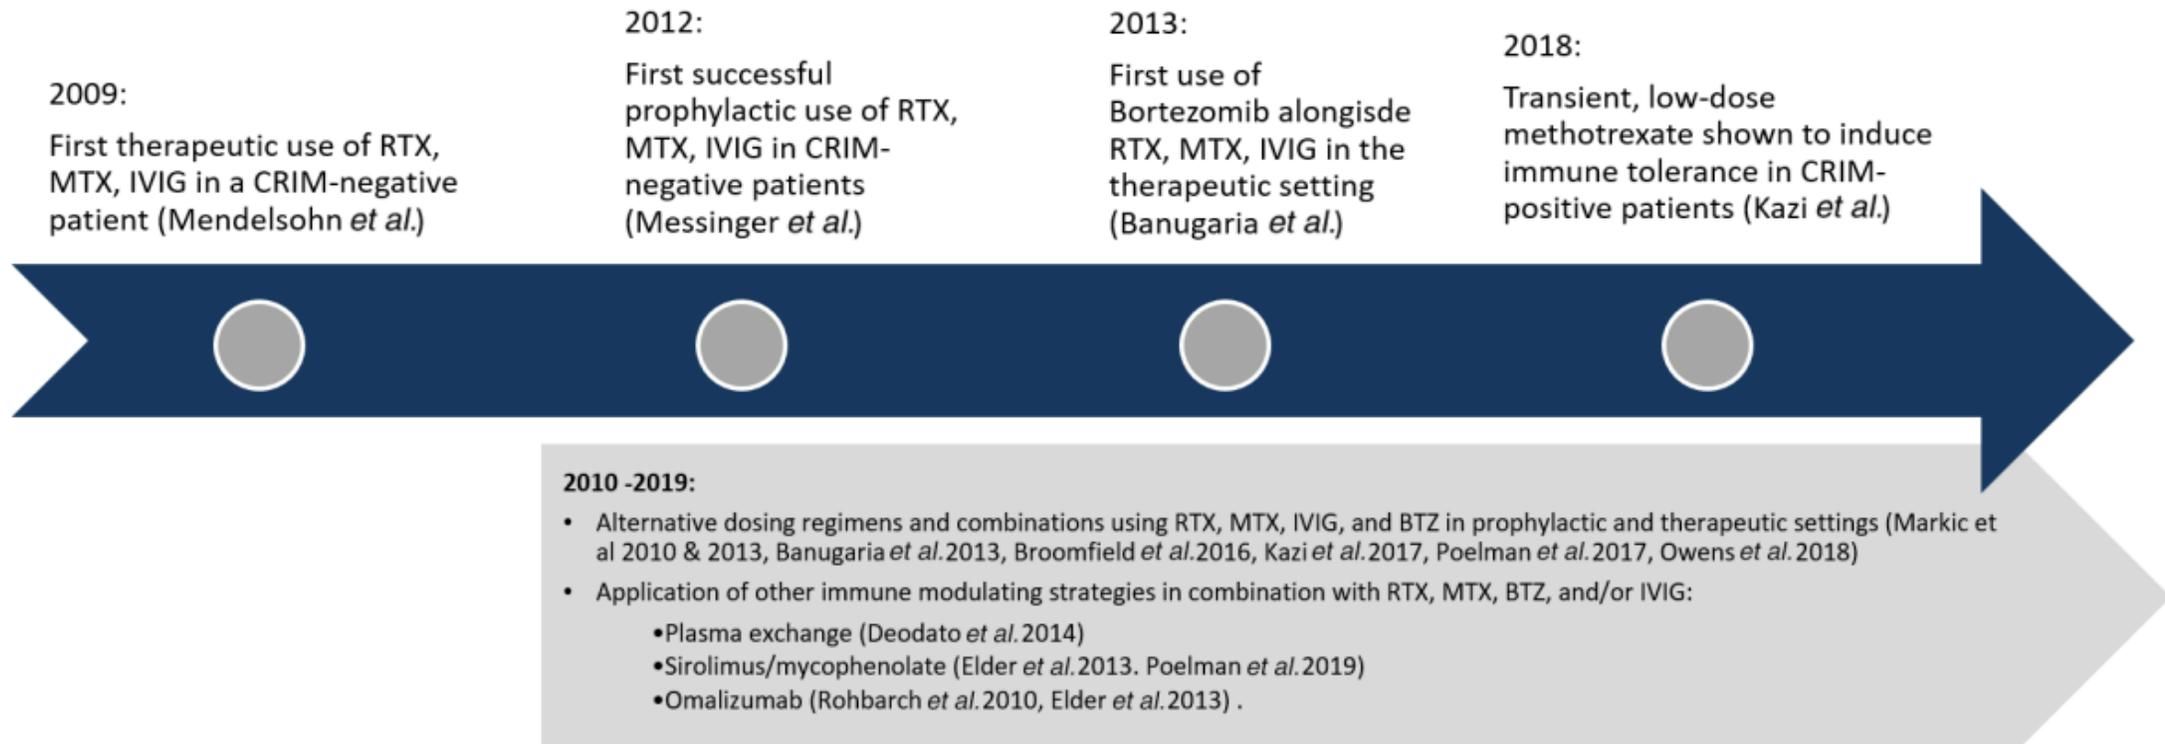 2009:
First therapeutic use of RTX,
MTX, IVIG in a CRIM-negative
patient (Mendelsohn et al.)
2012:
First successful
prophylactic use of RTX,
MTX, IVIG in CRIM-
negative patients
(Messinger et al.)
2013:
First use of
Bortezomib alongisde
RTX, MTX, IVIG in the
therapeutic setting
(Banugaria et al.)
2018:
Transient, low-dose
methotrexate shown to induce
immune tolerance in CRIM-
positive patients (Kazi et al.)
2010 -2019:
• Alternative dosing regimens and combinations using RTX, MTX, IVIG, and BTZ in prophylactic and therapeutic settings (Markic et
al 2010 & 2013, Banugaria et al. 2013, Broomfield et al. 2016, Kazi et al. 2017, Poelman et al. 2017, Owens et al. 2018)
• Application of other immune modulating strategies in combination with RTX, MTX, BTZ, and/or IVIG:
•Plasma exchange (Deodato et al. 2014)
•Sirolimus/mycophenolate (Elder et al. 2013. Poelman et al. 2019)
•Omalizumab (Rohbarch et al. 2010, Elder et al. 2013) .